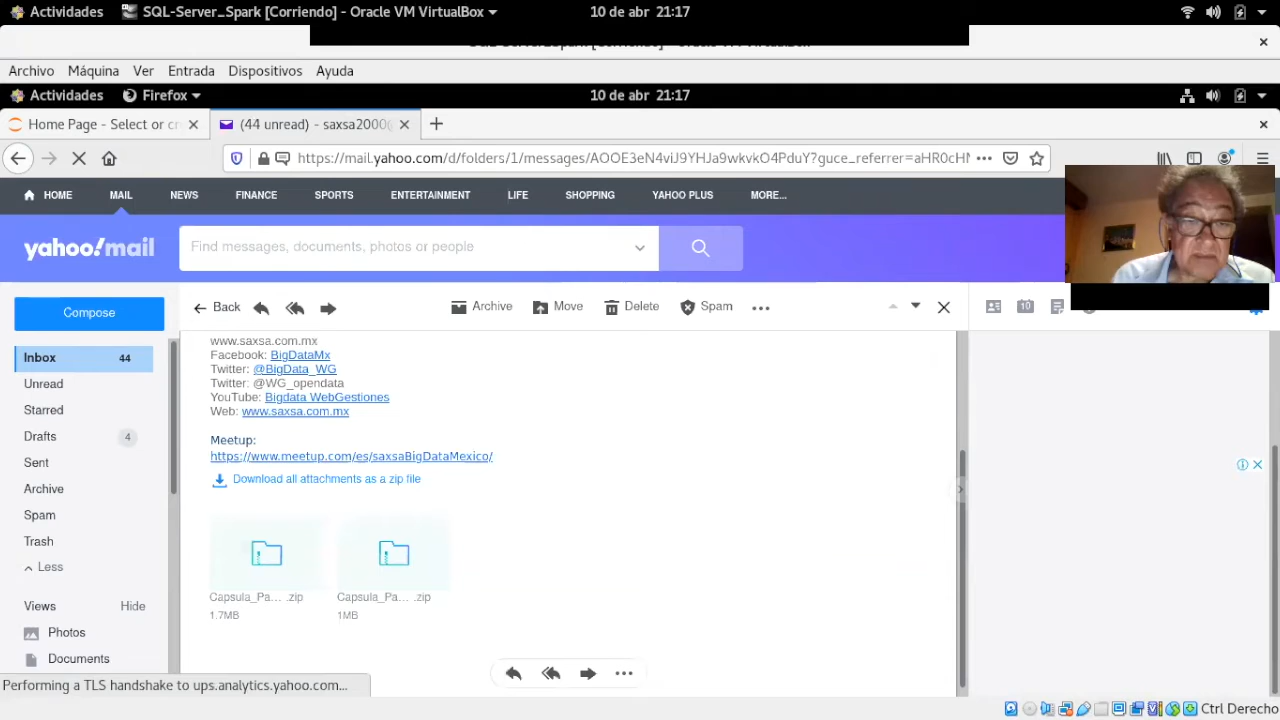 Actividades SQL-Server_Spark [Corriendo] - Oracle VM VirtualBox 10 de abr 21:17
Archivo Máquina Ver Entrada Dispositivos Ayuda
Actividades Firefox 10 de abr 21:17
Home Page - Select or cr (44 unread) - saxsa2000@
https://mail.yahoo.com/d/folders/1/messages/AOOE3eN4viJ9YHJa9wkvkO4PduY?guce_referrer=aHR0cH
HOME MAIL NEWS FINANCE SPORTS ENTERTAINMENT LIFE SHOPPING YAHOO PLUS MORE...
yahoo!mail Find messages, documents, photos or people
Compose Back Archive Move Delete Spam 10
Inbox 44
Unread
Starred
Drafts 4
Sent
Archive
Spam
Trash
Less
Views Hide
Photos
Documents
www.saxsa.com.mx
Facebook: BigDataMx
Twitter: @BigData_WG
Twitter: @WG_opendata
YouTube: Bigdata WebGestiones
Web: www.saxsa.com.mx
Meetup:
https://www.meetup.com/es/saxsaBigDataMexico/
Download all attachments as a zip file
Capsula_Pa... .zip Capsula_Pa... .zip
1.7MB 1MB
Performing a TLS handshake to ups.analytics.yahoo.com...
Ctrl Derecho